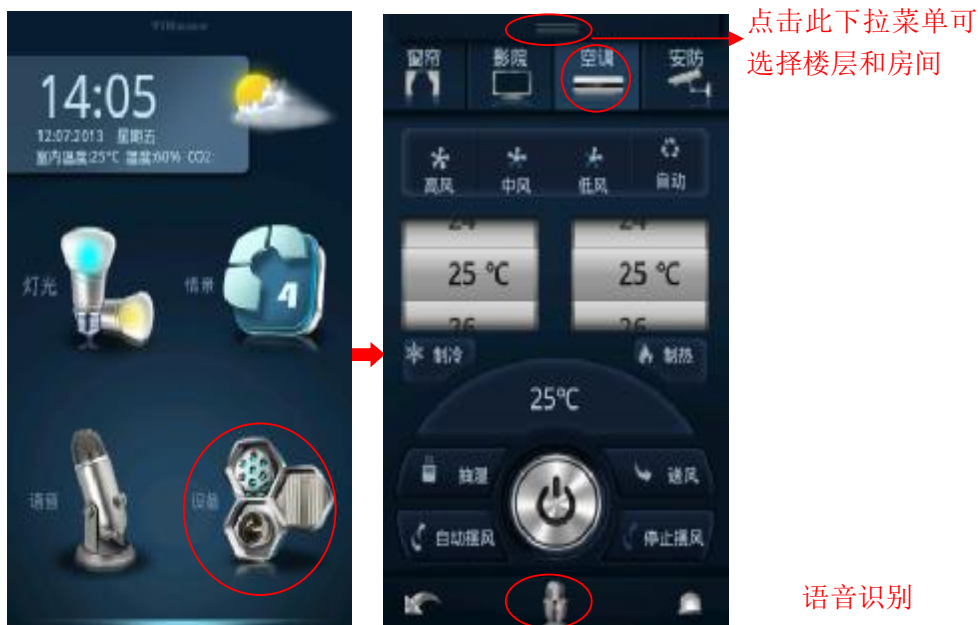 14:05
12.07.2013 星期五
室内温度:25℃ 湿度:60% CO2
灯光
情景
语音
设备
点击此下拉菜单可
选择楼层和房间
窗帘 影院 空调 安防
高风 中风 低风 自动
24 24
25 ℃ 25 ℃
26 26
制冷 制热
25℃
抽湿 送风
自动摆风 停止摆风
语音识别